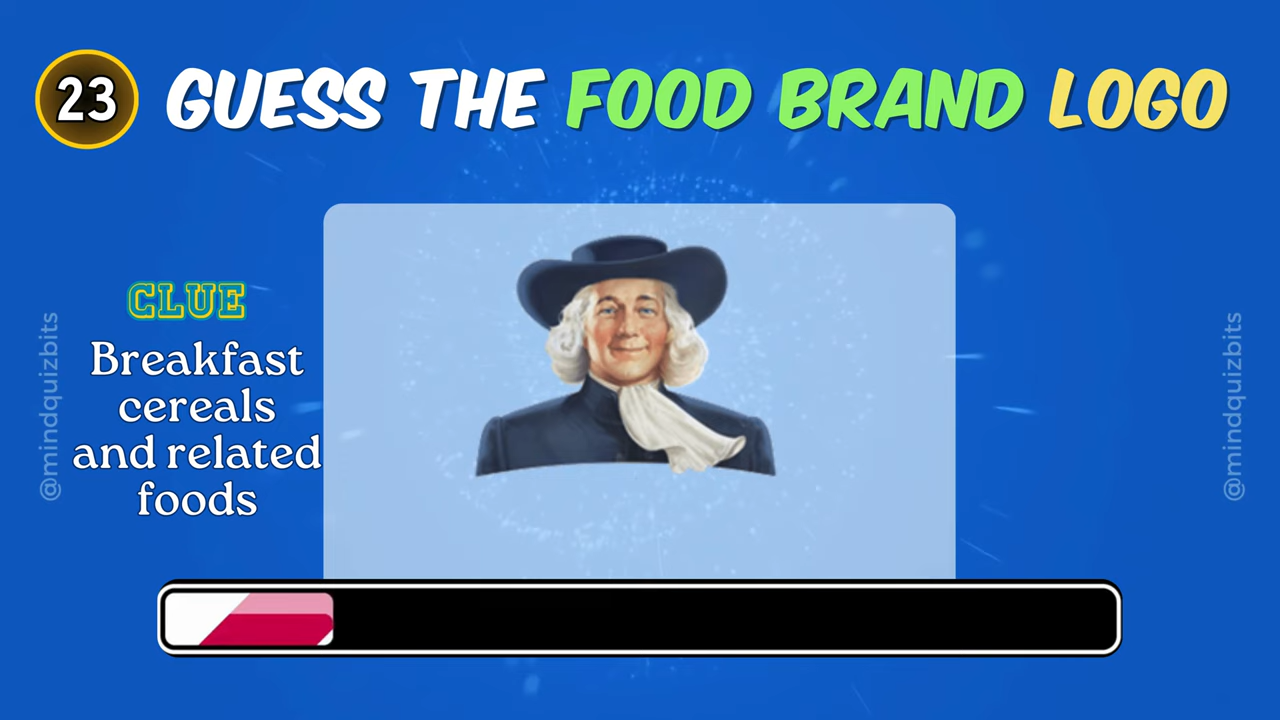 23
GUESS THE FOOD BRAND LOGO
CLUE
Breakfast
cereals
and related
foods
@mindquizbits
@mindquizbits